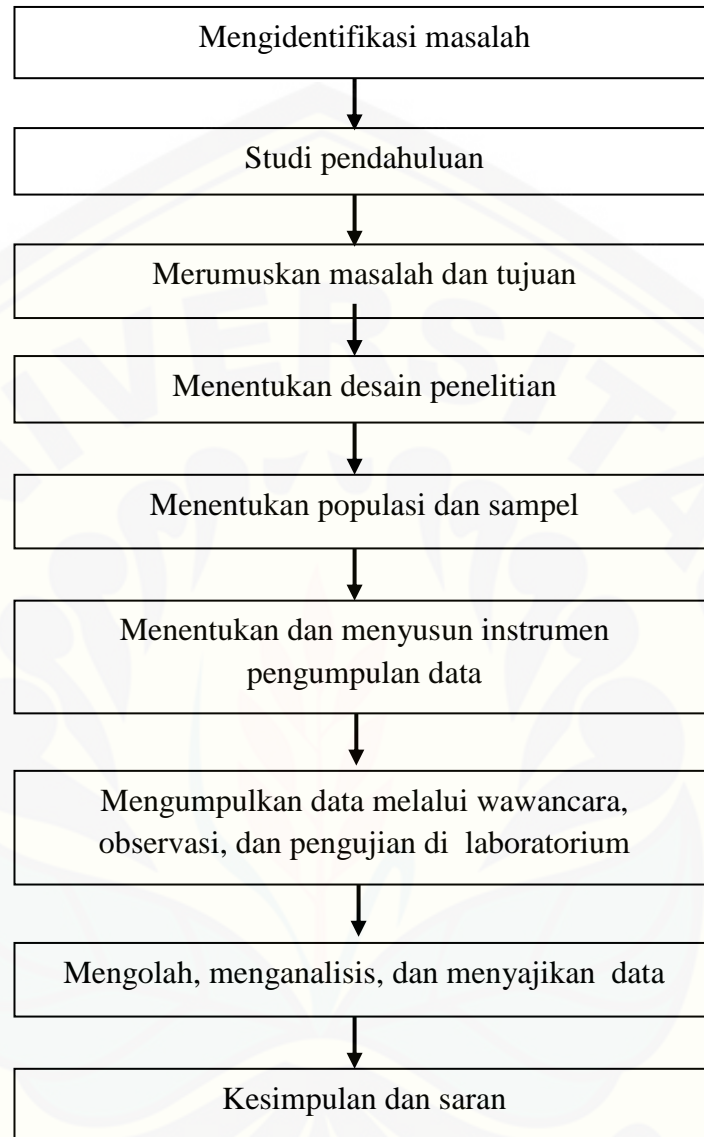 Mengidentifikasi masalah
Studi pendahuluan
Merumuskan masalah dan tujuan
Menentukan desain penelitian
Menentukan populasi dan sampel
Menentukan dan menyusun instrumen
pengumpulan data
Mengumpulkan data melalui wawancara,
observasi, dan pengujian di laboratorium
Mengolah, menganalisis, dan menyajikan data
Kesimpulan dan saran